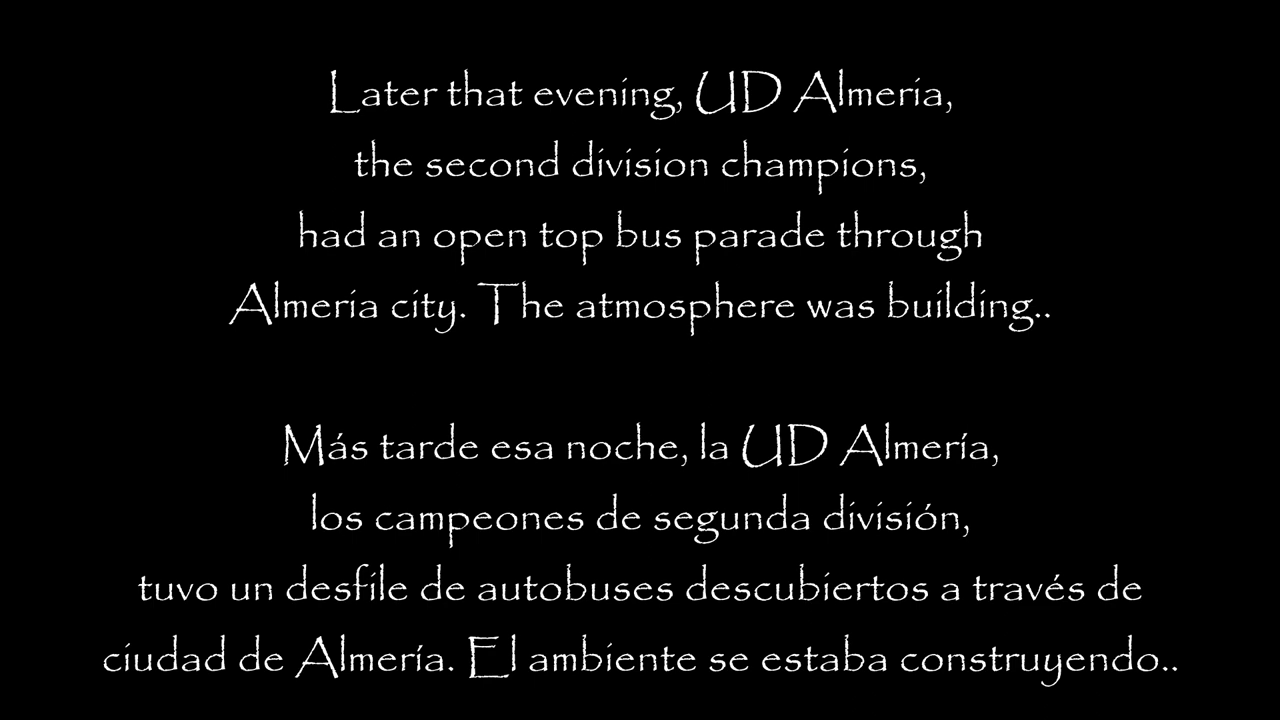 Later that evening, UD Almeria,
the second division champions,
had an open top bus parade through
Almeria city. The atmosphere was building..
Más tarde esa noche, la UD Almería,
los campeones de segunda división,
tuvo un desfile de autobuses descubiertos a través de
ciudad de Almería. El ambiente se estaba construyendo..